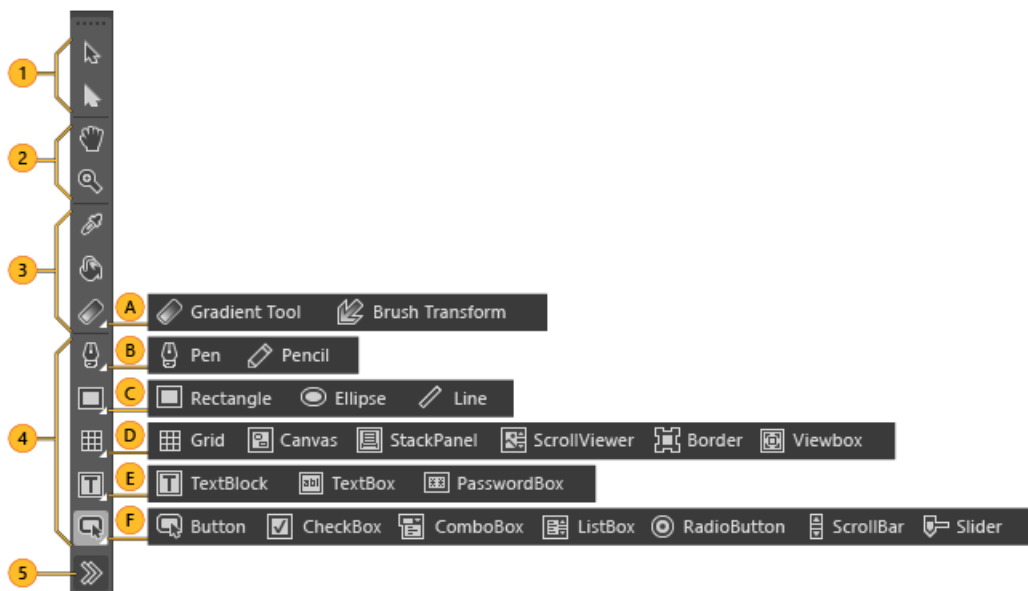 1
2
3
A Gradient Tool Brush Transform
B Pen Pencil
C Rectangle Ellipse Line
4 D Grid Canvas StackPanel ScrollViewer Border Viewbox
E TextBlock TextBox PasswordBox
F Button CheckBox ComboBox ListBox RadioButton ScrollBar Slider
5